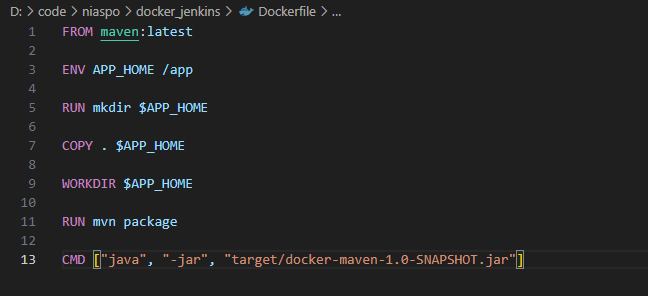 D: > code > niaspo > docker_jenkins > Dockerfile > ...
1 FROM maven:latest
2
3 ENV APP_HOME /app
4
5 RUN mkdir $APP_HOME
6
7 COPY . $APP_HOME
8
9 WORKDIR $APP_HOME
10
11 RUN mvn package
12
13 CMD ["java", "-jar", "target/docker-maven-1.0-SNAPSHOT.jar"]